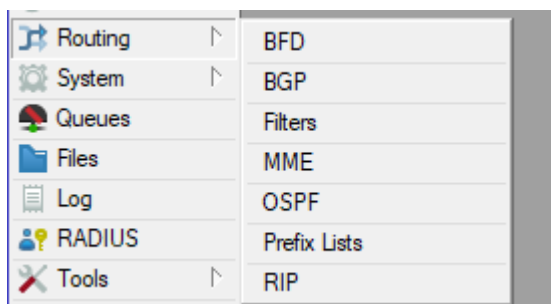 Routing
System
Queues
Files
Log
RADIUS
Tools
BFD
BGP
Filters
MME
OSPF
Prefix Lists
RIP